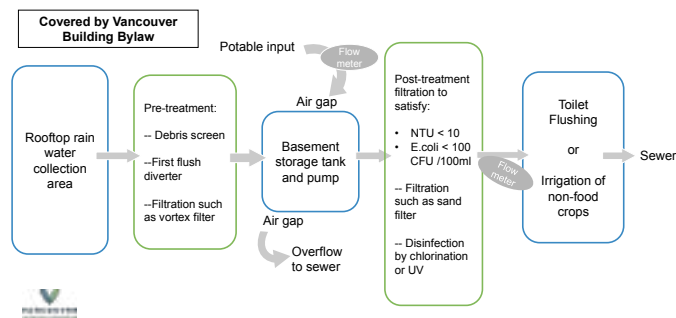 Covered by Vancouver
Building Bylaw
Potable input
Flow
meter
Air gap
Rooftop rain
water
collection
area
Pre-treatment:
-- Debris screen
--First flush
diverter
--Filtration such
as vortex filter
Basement
storage tank
and pump
Air gap
Overflow
to sewer
Post-treatment
filtration to
satisfy:
• NTU < 10
• E.coli < 100
CFU /100ml
-- Filtration
such as sand
filter
-- Disinfection
by chlorination
or UV
Flow
meter
Toilet
Flushing
or
Irrigation of
non-food
crops
Sewer